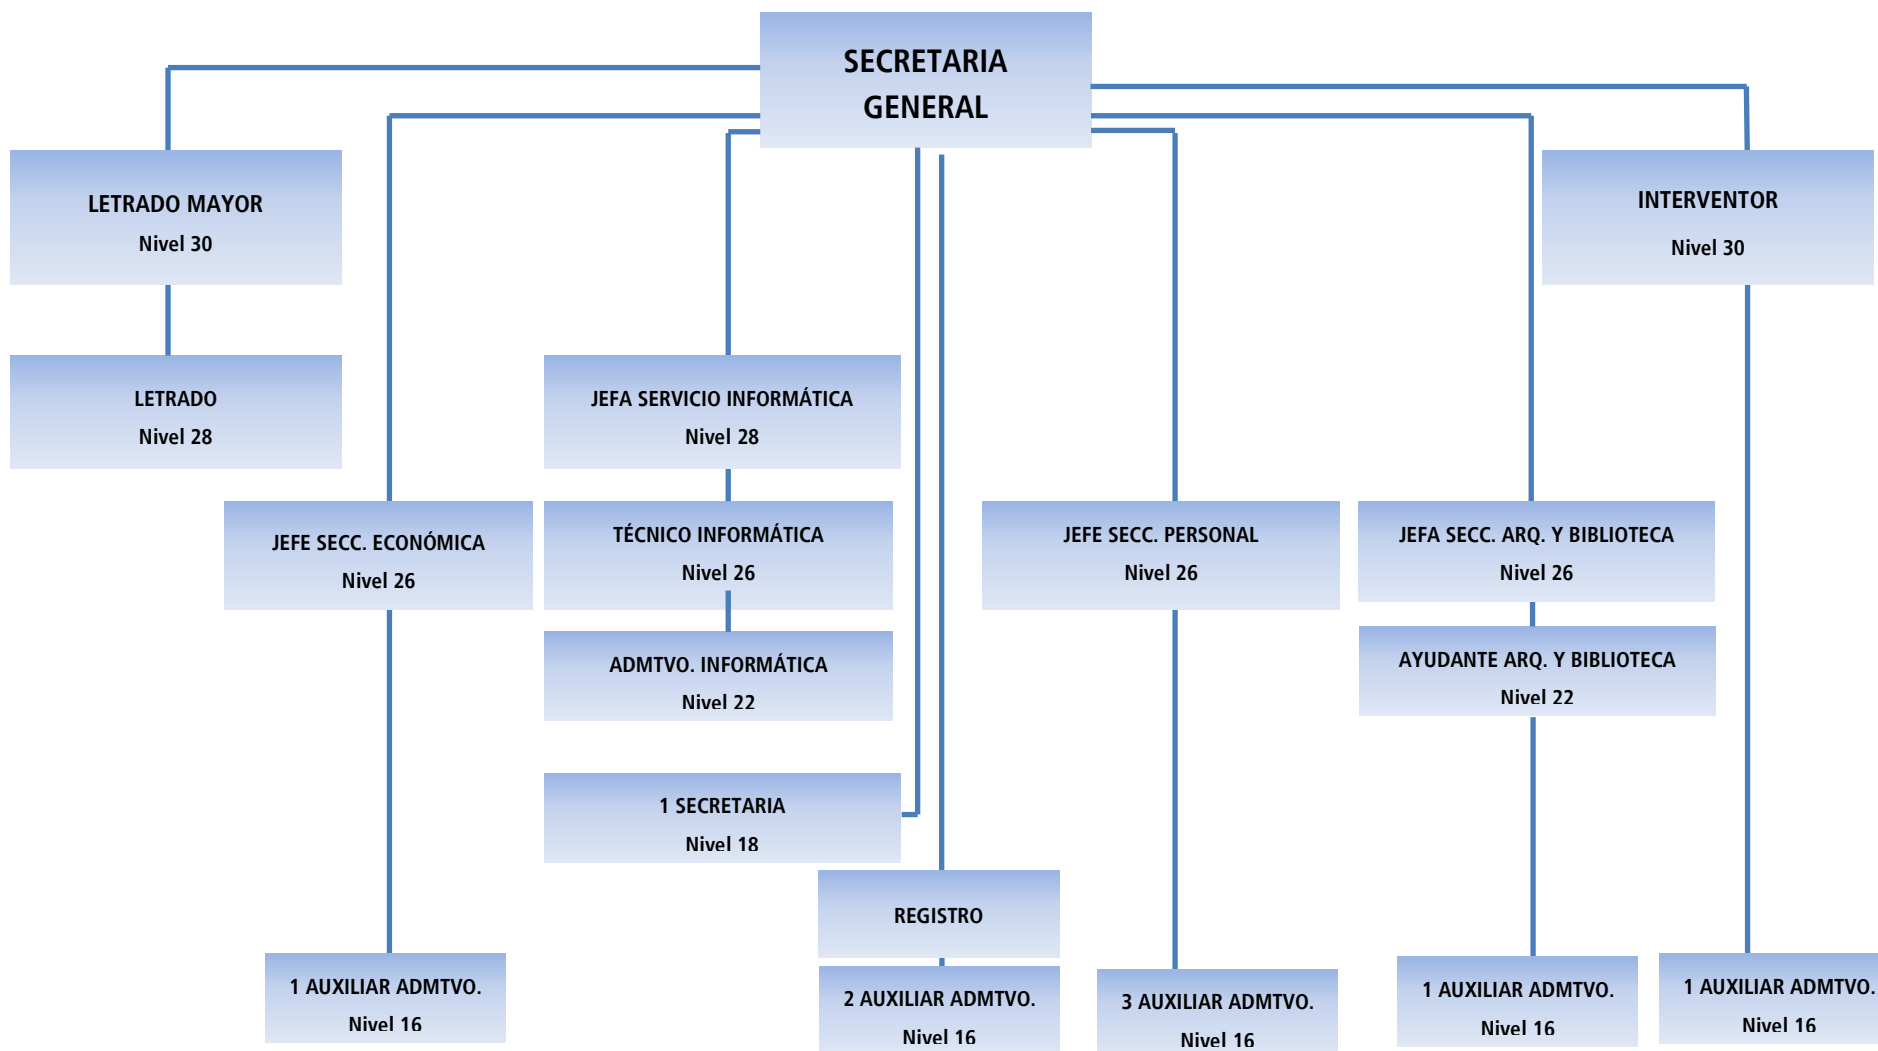 SECRETARIA
GENERAL
LETRADO MAYOR
Nivel 30
INTERVENTOR
Nivel 30
LETRADO
Nivel 28
JEFA SERVICIO INFORMÁTICA
Nivel 28
JEFE SECC. ECONÓMICA
Nivel 26
TÉCNICO INFORMÁTICA
Nivel 26
JEFE SECC. PERSONAL
Nivel 26
JEFA SECC. ARQ. Y BIBLIOTECA
Nivel 26
ADMTVO. INFORMÁTICA
Nivel 22
AYUDANTE ARQ. Y BIBLIOTECA
Nivel 22
1 SECRETARIA
Nivel 18
REGISTRO
1 AUXILIAR ADMTVO.
Nivel 16
2 AUXILIAR ADMTVO.
Nivel 16
3 AUXILIAR ADMTVO.
Nivel 16
1 AUXILIAR ADMTVO.
Nivel 16
1 AUXILIAR ADMTVO.
Nivel 16